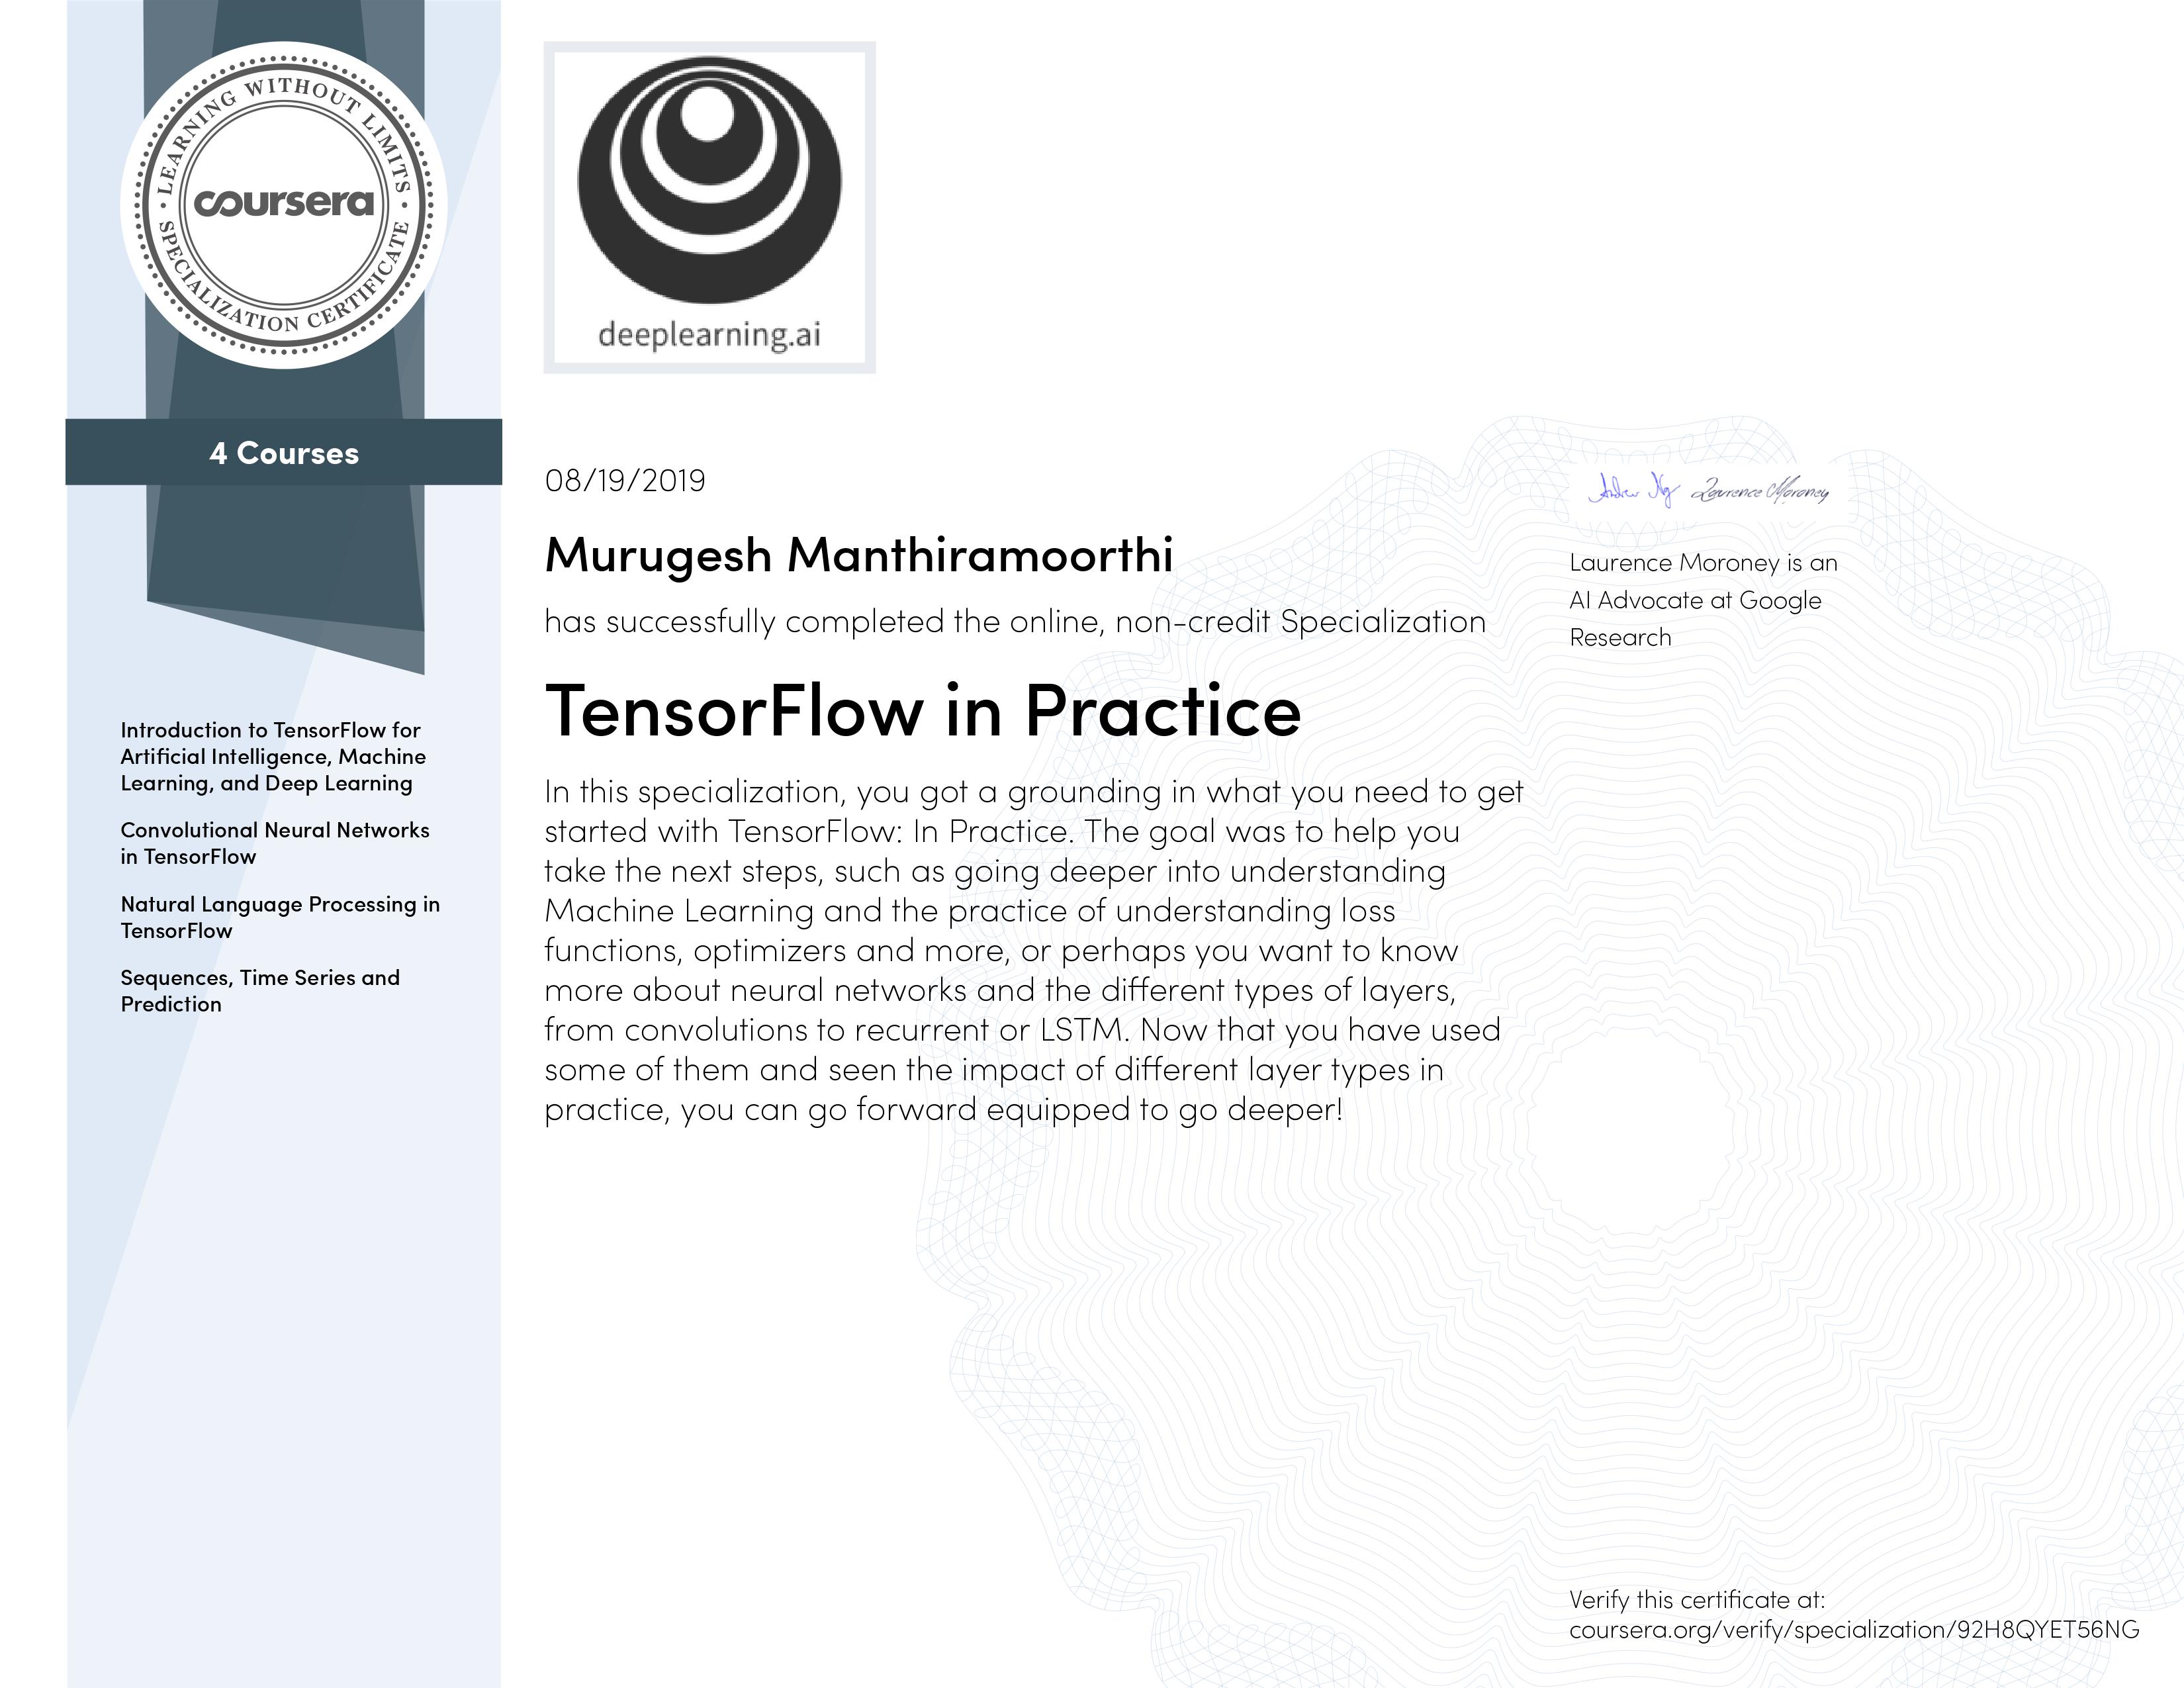 LEARNING WITHOUT LIMITS
coursera
SPECIALIZATION CERTIFICATE
4 Courses
Introduction to TensorFlow for
Artificial Intelligence, Machine
Learning, and Deep Learning
Convolutional Neural Networks
in TensorFlow
Natural Language Processing in
TensorFlow
Sequences, Time Series and
Prediction
deeplearning.ai
08/19/2019
Murugesh Manthiramoorthi
has successfully completed the online, non-credit Specialization
TensorFlow in Practice
In this specialization, you got a grounding in what you need to get
started with TensorFlow: In Practice. The goal was to help you
take the next steps, such as going deeper into understanding
Machine Learning and the practice of understanding loss
functions, optimizers and more, or perhaps you want to know
more about neural networks and the different types of layers,
from convolutions to recurrent or LSTM. Now that you have used
some of them and seen the impact of different layer types in
practice, you can go forward equipped to go deeper!
Andrew Ng Laurence Moroney
Laurence Moroney is an
AI Advocate at Google
Research
Verify this certificate at:
coursera.org/verify/specialization/92H8QYET56NG